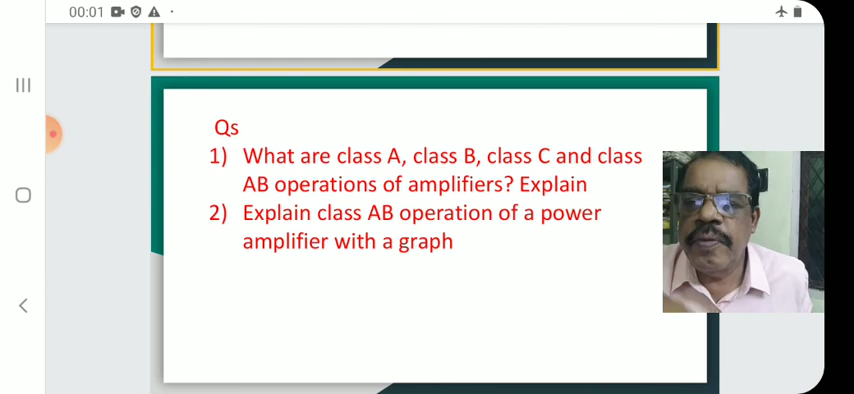 00:01
Qs
1) What are class A, class B, class C and class
AB operations of amplifiers? Explain
2) Explain class AB operation of a power
amplifier with a graph